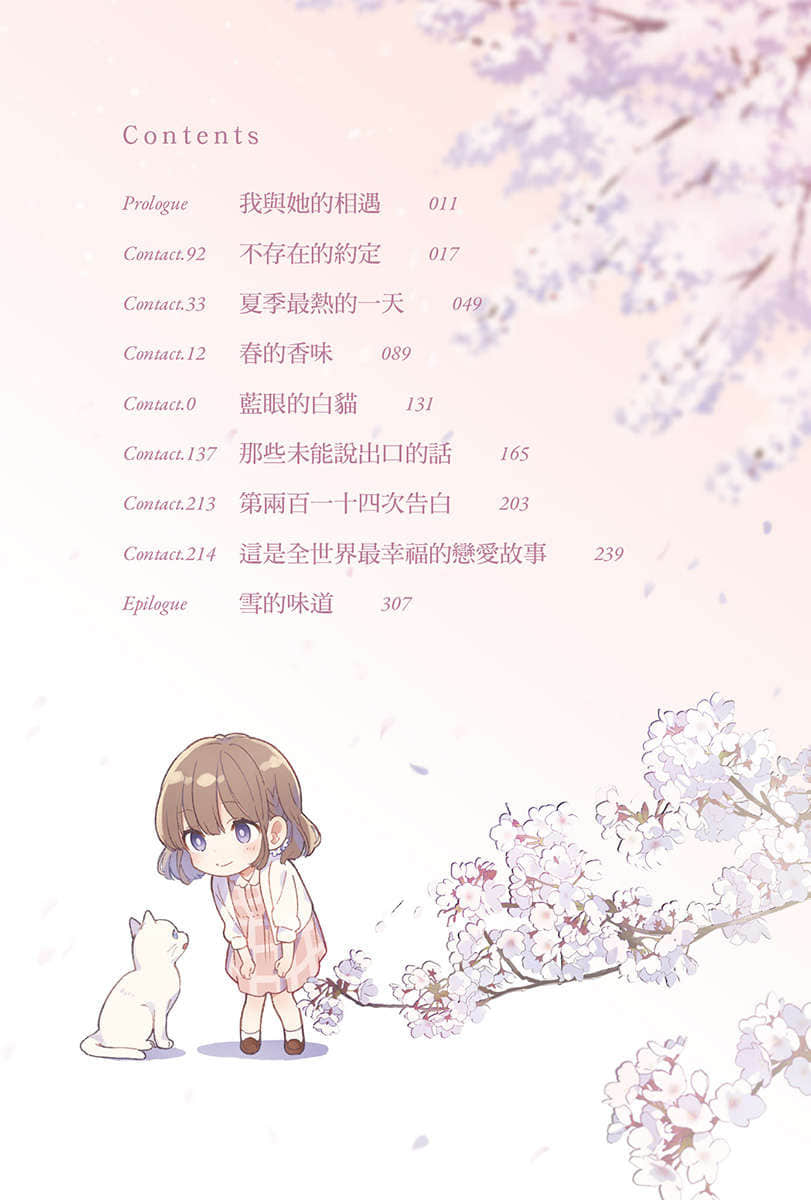 Contents
Prologue 我與她的相遇 011
Contact.92 不存在的約定 017
Contact.33 夏季最熱的一天 049
Contact.12 春的香味 089
Contact.0 藍眼的白貓 131
Contact.137 那些未能說出口的話 165
Contact.213 第兩百一十四次告白 203
Contact.214 這是全世界最幸福的戀愛故事 239
Epilogue 雪的味道 307